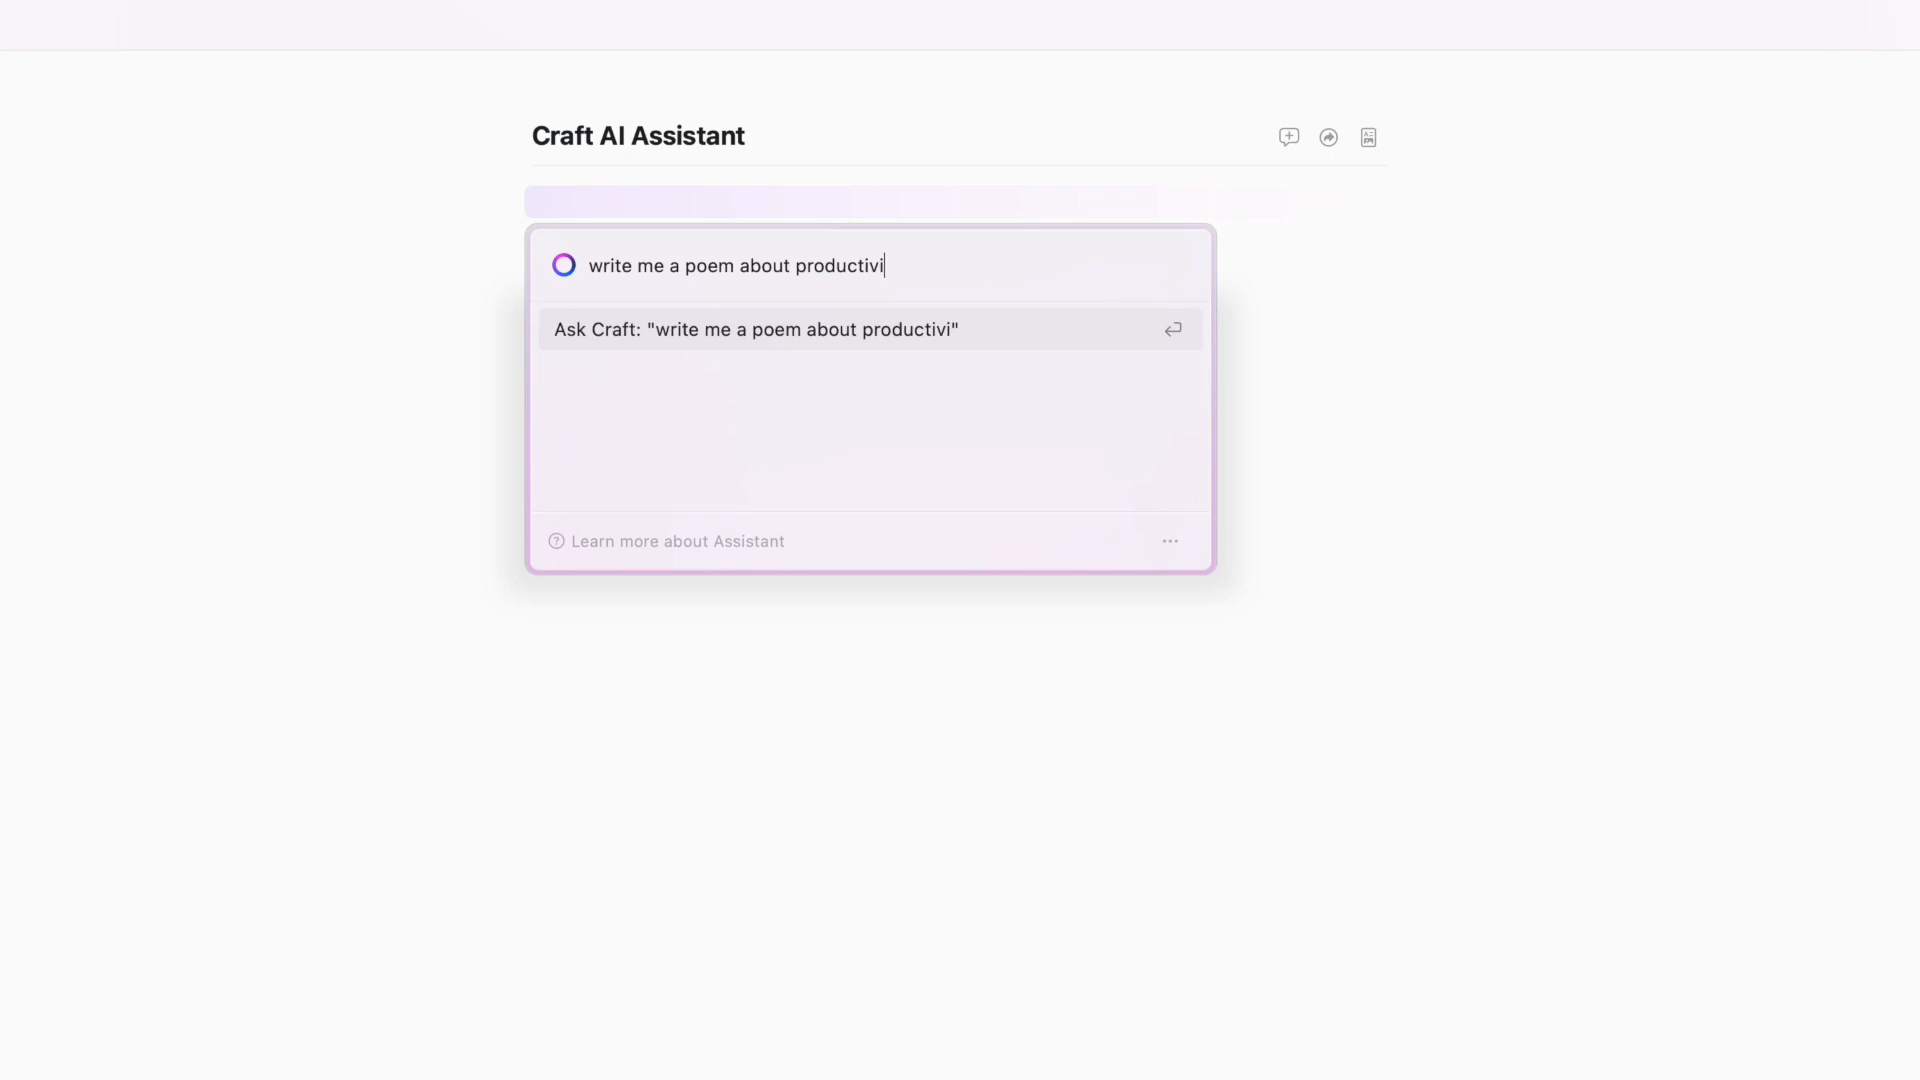 Craft AI Assistant
write me a poem about productivi
Ask Craft: "write me a poem about productivi"
Learn more about Assistant